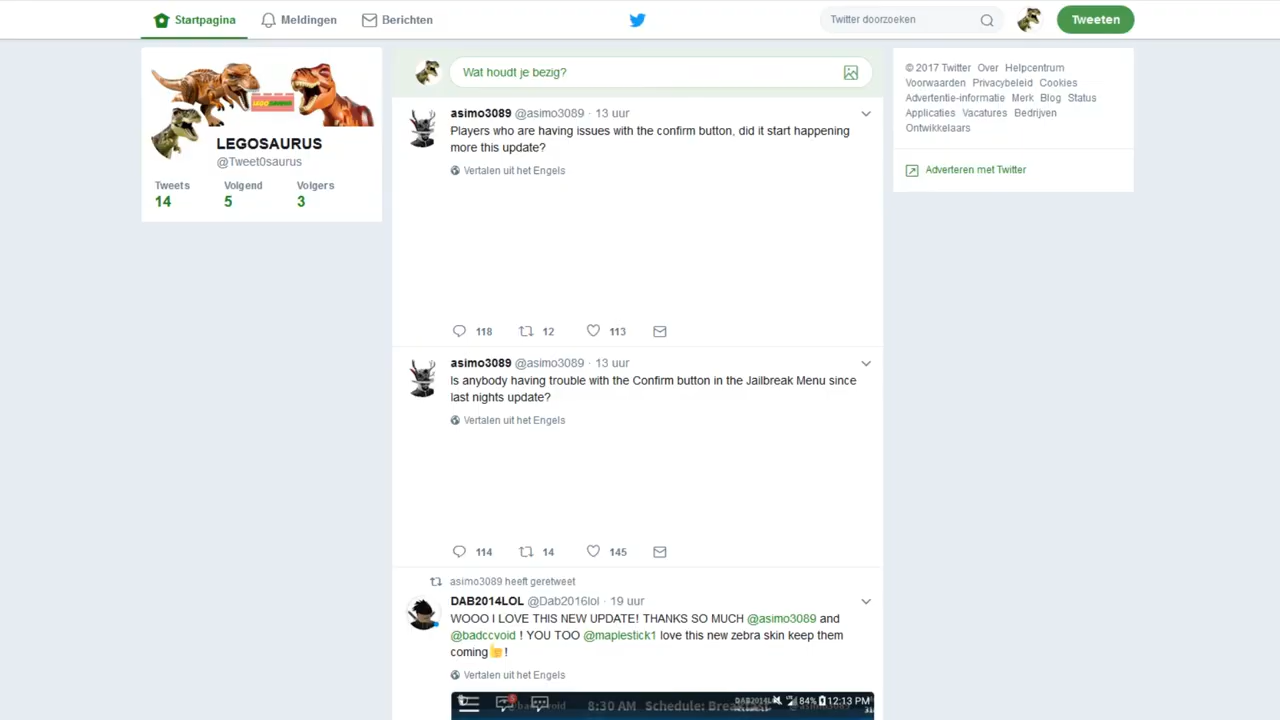 Startpagina
Meldingen
Berichten
Twitter doorzoeken
Tweeten
LEGOSAURUS
@Tweet0saurus
Tweets Volgend Volgers
14 5 3
Wat houdt je bezig?
asimo3089 @asimo3089 · 13 uur
Players who are having issues with the confirm button, did it start happening
more this update?
Vertalen uit het Engels
118 12 113
asimo3089 @asimo3089 · 13 uur
Is anybody having trouble with the Confirm button in the Jailbreak Menu since
last nights update?
Vertalen uit het Engels
114 14 145
asimo3089 heeft geretweet
DAB2014LOL @Dab2016lol · 19 uur
WOOO I LOVE THIS NEW UPDATE! THANKS SO MUCH @asimo3089 and
@badccvoid ! YOU TOO @maplestick1 love this new zebra skin keep them
coming👍!
Vertalen uit het Engels
8:30 AM Schedule: 84% 12:13 PM
© 2017 Twitter Over Helpcentrum
Voorwaarden Privacybeleid Cookies
Advertentie-informatie Merk Blog Status
Applicaties Vacatures Bedrijven
Ontwikkelaars
Adverteren met Twitter